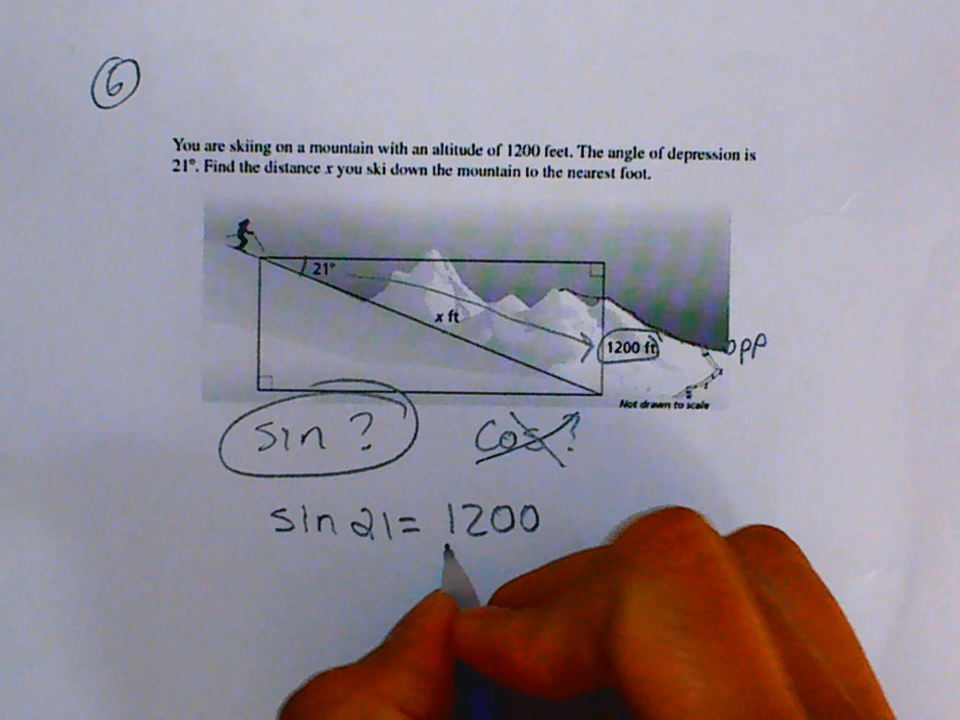 6
You are skiing on a mountain with an altitude of 1200 feet. The angle of depression is
21°. Find the distance x you ski down the mountain to the nearest foot.
21°
x ft
1200 ft
opp
Not drawn to scale
sin ?
cos ?
sin 21 = 1200